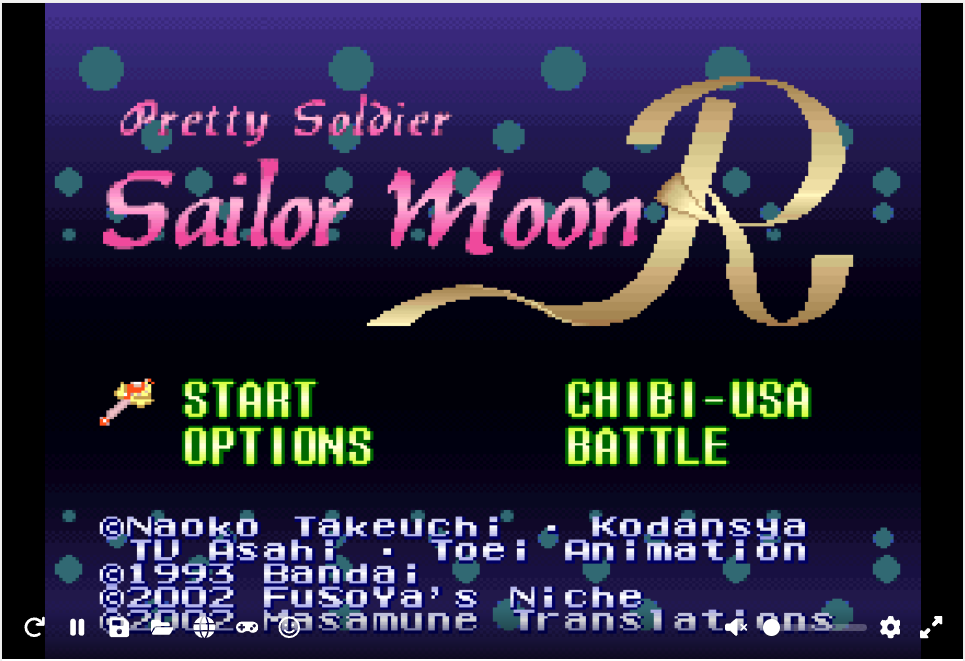 Pretty Soldier
Sailor Moon R
START
OPTIONS
CHIBI-USA
BATTLE
©Naoko Takeuchi · Kodansya
TV Asahi · Toei Animation
©1993 Bandai
©2002 FuSoYa's Niche
©2002 Masamune Translations